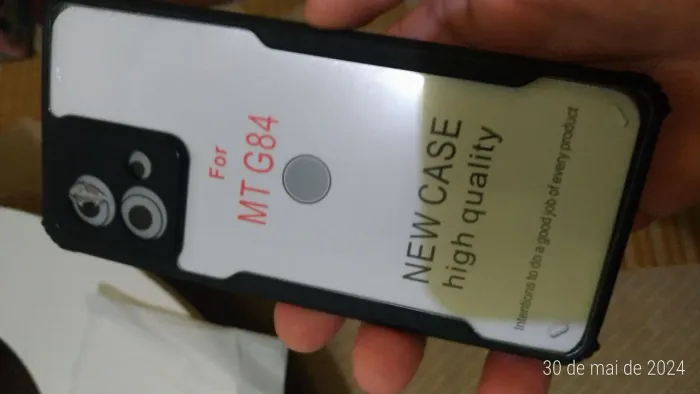 For
MT G84
NEW CASE
high quality
Intentions to do a good job of every product
30 de mai de 2024